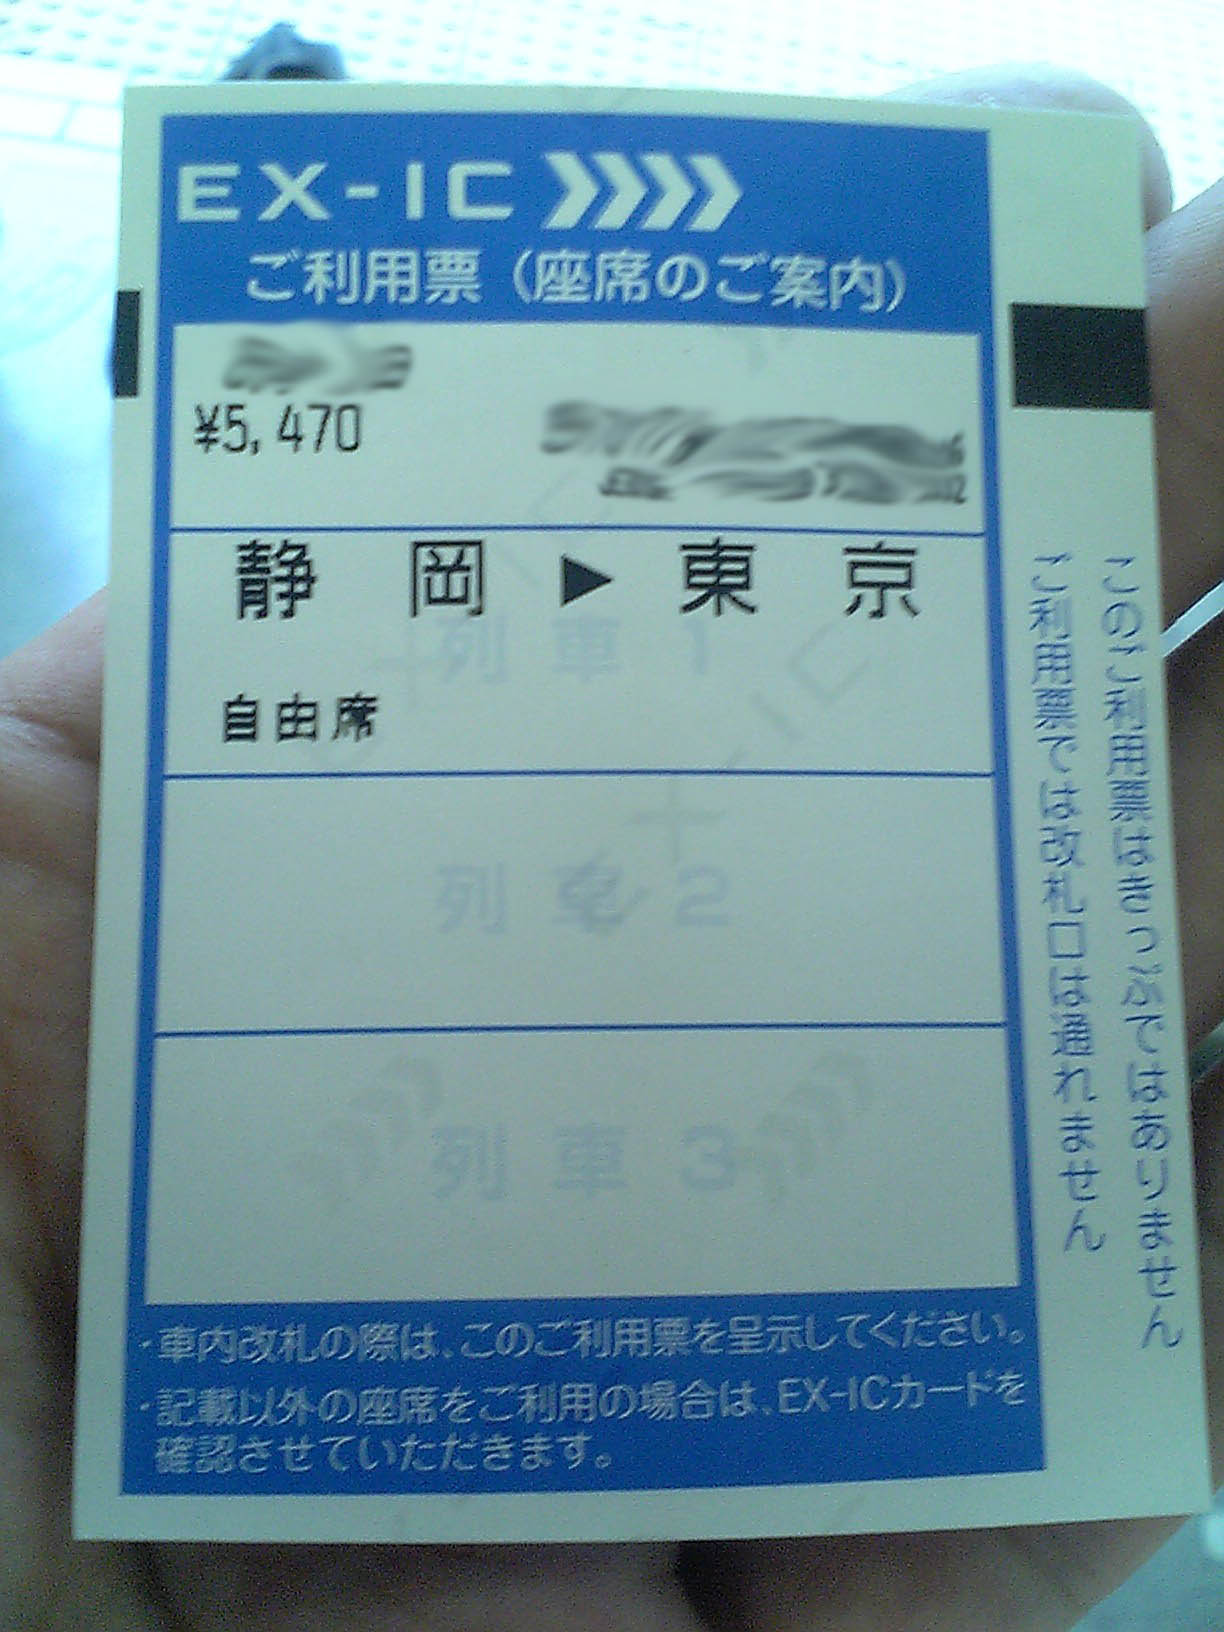 EX-IC
ご利用票（座席のご案内）
¥5,470
静岡▶東京
列車1
自由席
列車2
列車3
・車内改札の際は、このご利用票を呈示してください。
・記載以外の座席をご利用の場合は、EX-ICカードを
確認させていただきます。
このご利用票はきっぷではありません
ご利用票では改札口は通れません